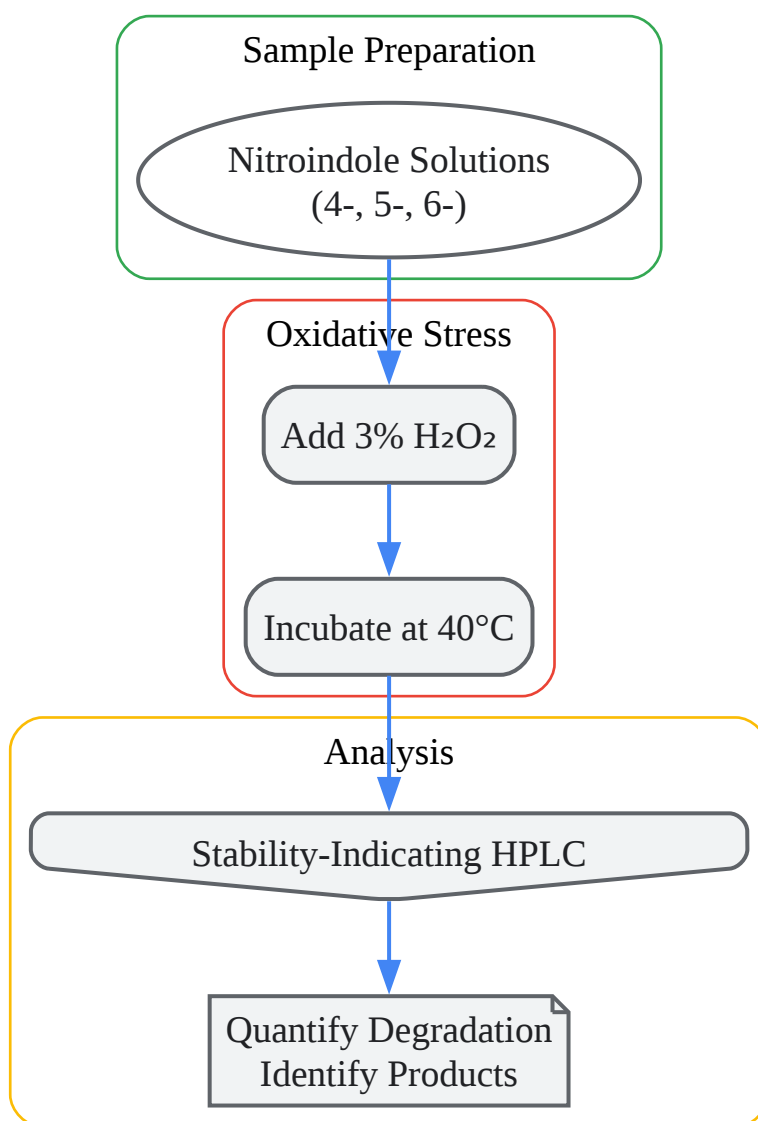 Sample Preparation
Nitroindole Solutions
(4-, 5-, 6-)
Oxidative Stress
Add 3% H₂O₂
Incubate at 40°C
Analysis
Stability-Indicating HPLC
Quantify Degradation
Identify Products